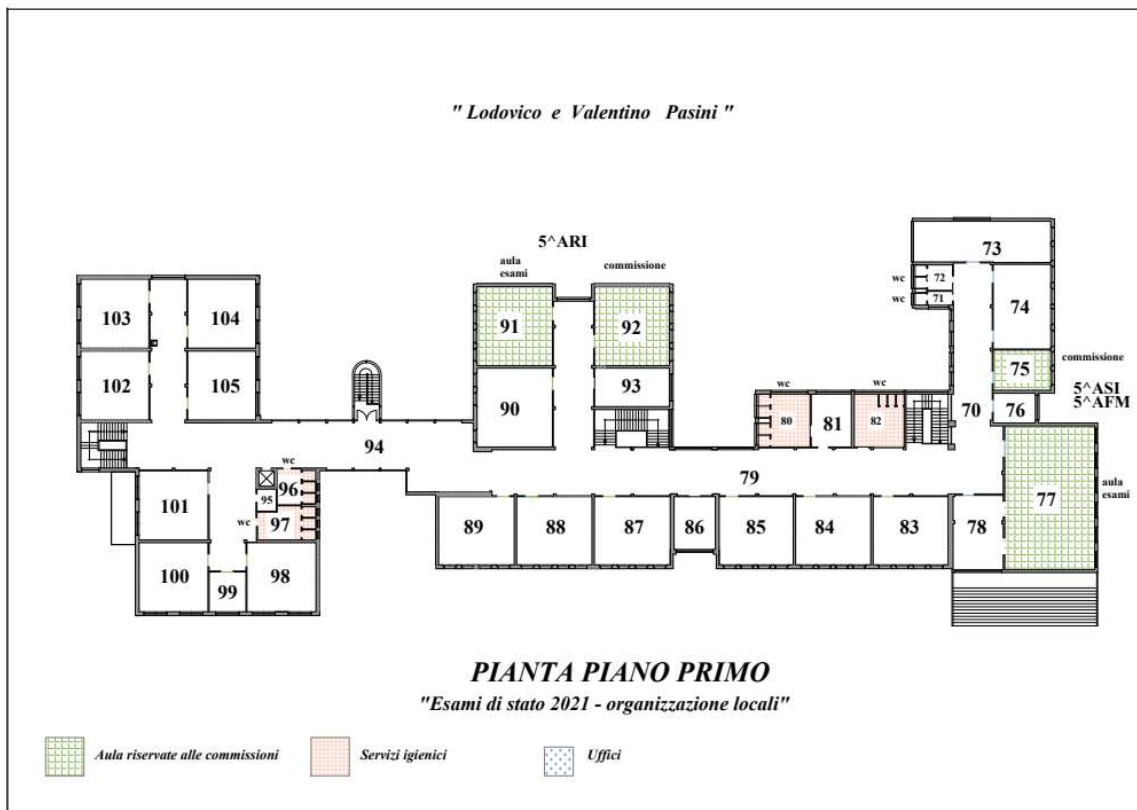 " Lodovico e Valentino Pasini "
5^ARI
aula
esami
commissione
73
wc
72
wc
71
74
103
104
91
92
75
commissione
5^ASI
5^AFM
102
105
93
90
wc
wc
80
81
82
70
76
94
79
77
aula
esami
wc
96
95
101
wc
97
89
88
87
86
85
84
83
78
100
99
98
PIANTA PIANO PRIMO
"Esami di stato 2021 - organizzazione locali"
Aula riservate alle commissioni
Servizi igienici
Uffici